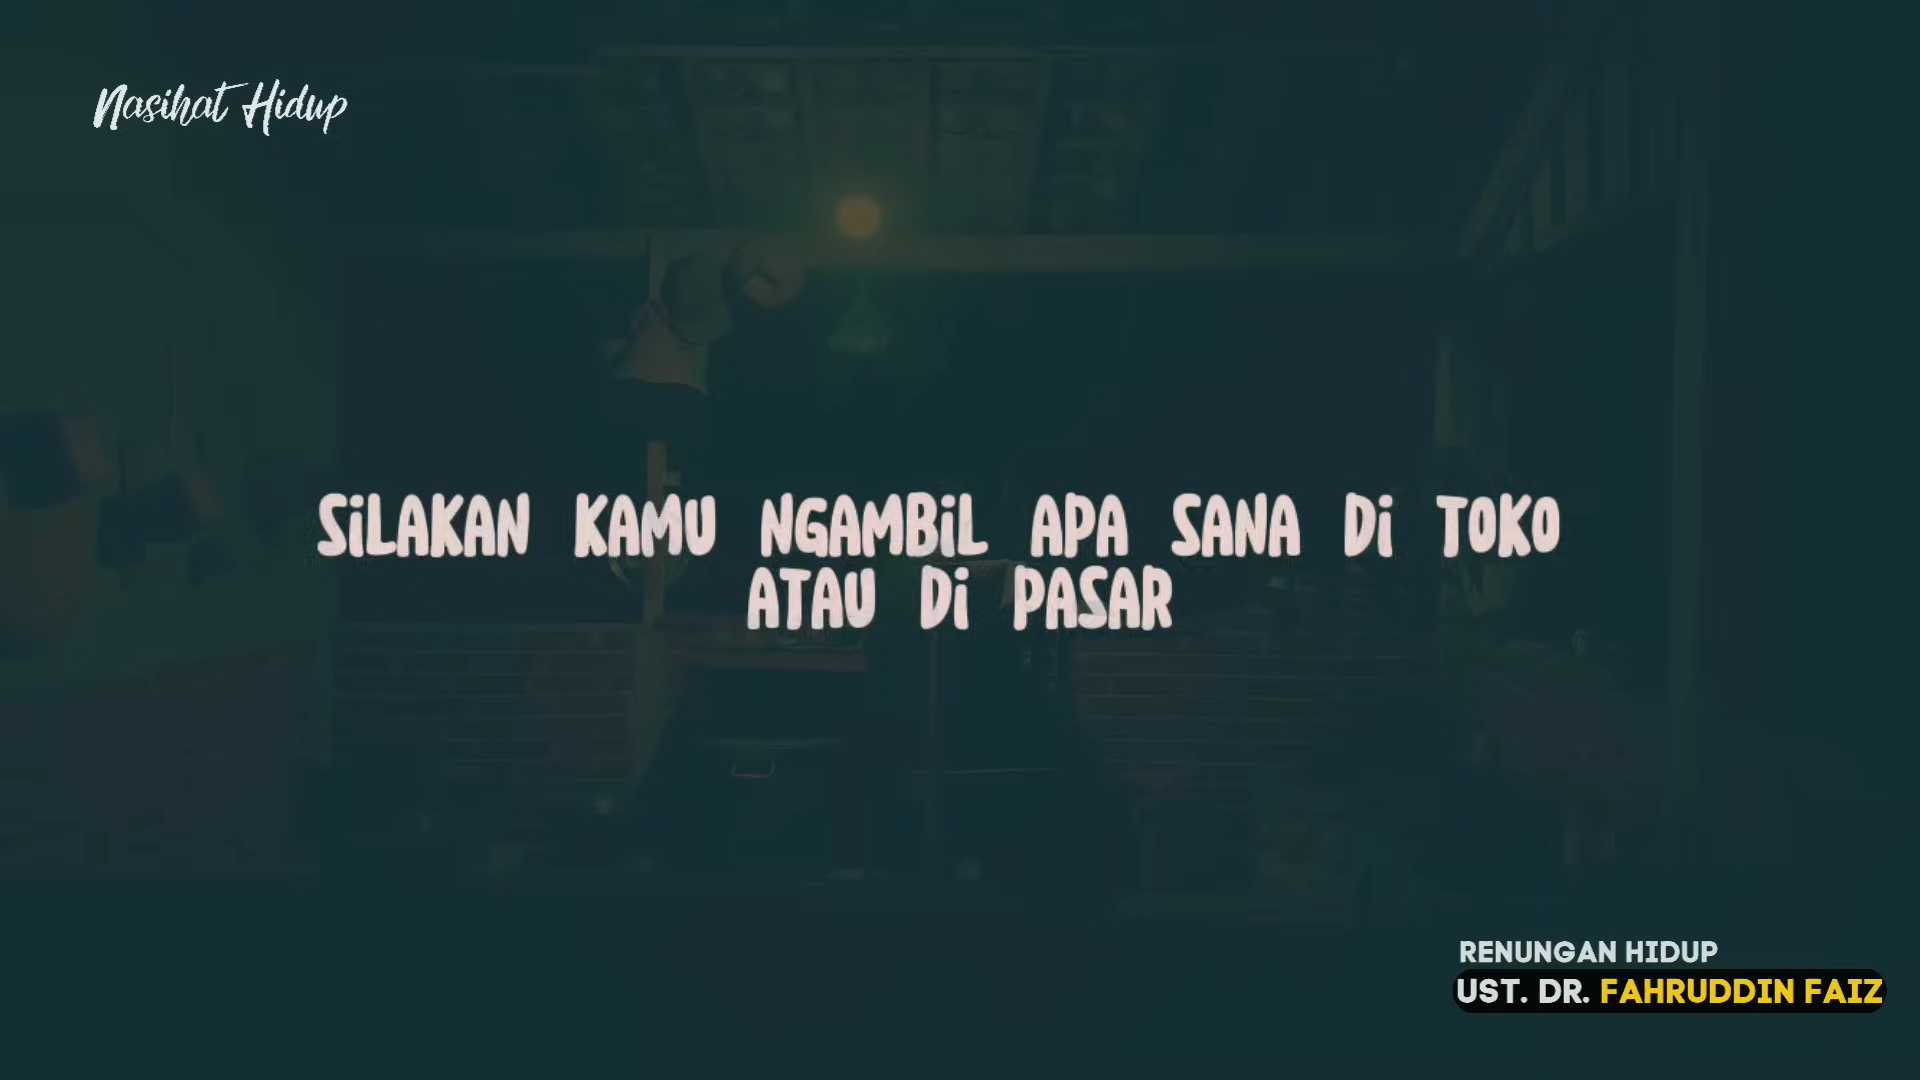 Nasihat Hidup
SiLAKAN KAMU NGAMBiL APA SANA Di TOKO
ATAU Di PASAR
RENUNGAN HIDUP
UST. DR. FAHRUDDIN FAIZ